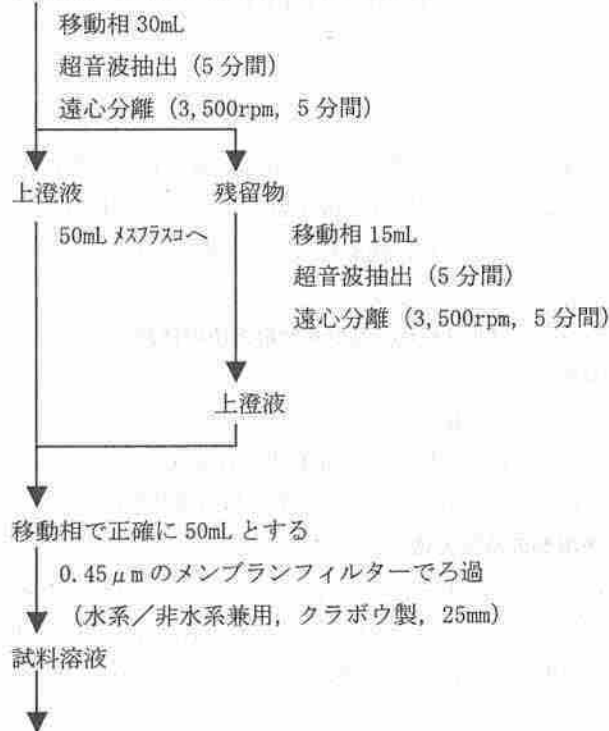 移動相 30mL
超音波抽出（5 分間）
遠心分離（3,500rpm, 5 分間）
上澄液　残留物
50mL ﾒｽﾌﾗｽｺへ　移動相 15mL
超音波抽出（5 分間）
遠心分離（3,500rpm, 5 分間）
上澄液
移動相で正確に 50mL とする
0.45μm のメンブランフィルターでろ過
（水系／非水系兼用, クラボウ製, 25mm）
試料溶液